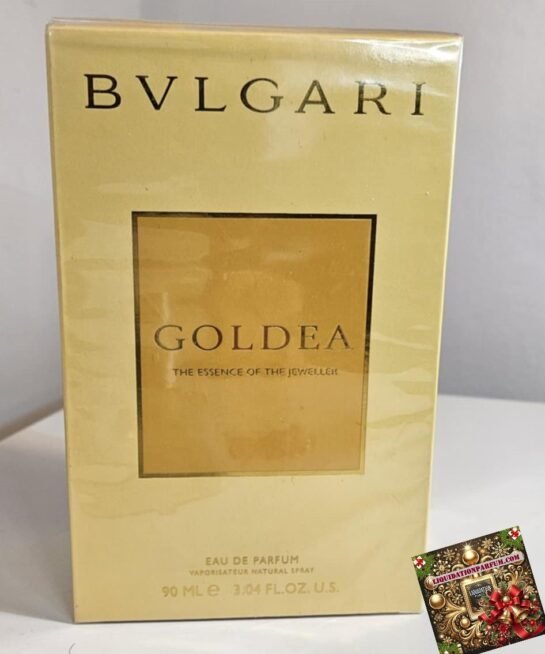 BVLGARI
GOLDEA
THE ESSENCE OF THE JEWELLER
EAU DE PARFUM
VAPORISATEUR NATURAL SPRAY
90 ML e 3.04 FL.OZ. U.S.
LIQUIDATIONPARFUM.COM